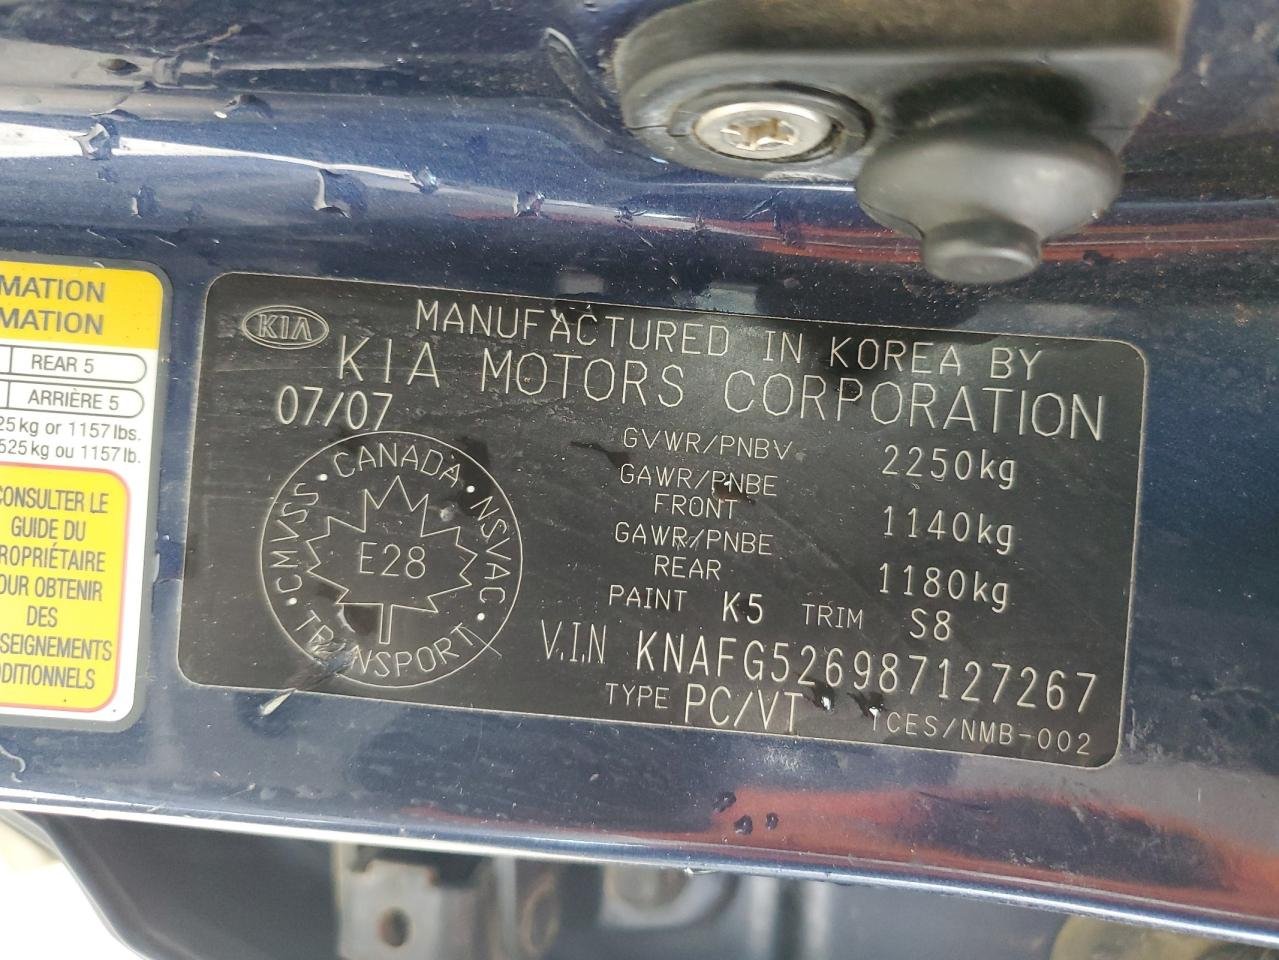 MATION
MATION
REAR 5
ARRIÈRE 5
25 kg or 1157 lbs.
525 kg ou 1157 lb.
CONSULTER LE
GUIDE DU
PROPRIÉTAIRE
POUR OBTENIR
DES
NSEIGNEMENTS
DDITIONNELS
KIA
MANUFACTURED IN KOREA BY
KIA MOTORS CORPORATION
07/07
CANADA · NSVAC · TRANSPORT · CMVSS ·
E28
GVWR/PNBV 2250kg
GAWR/PNBE
FRONT 1140kg
GAWR/PNBE
REAR 1180kg
PAINT K5 TRIM S8
V.I.N KNAFG526987127267
TYPE PC/VT TCES/NMB-002